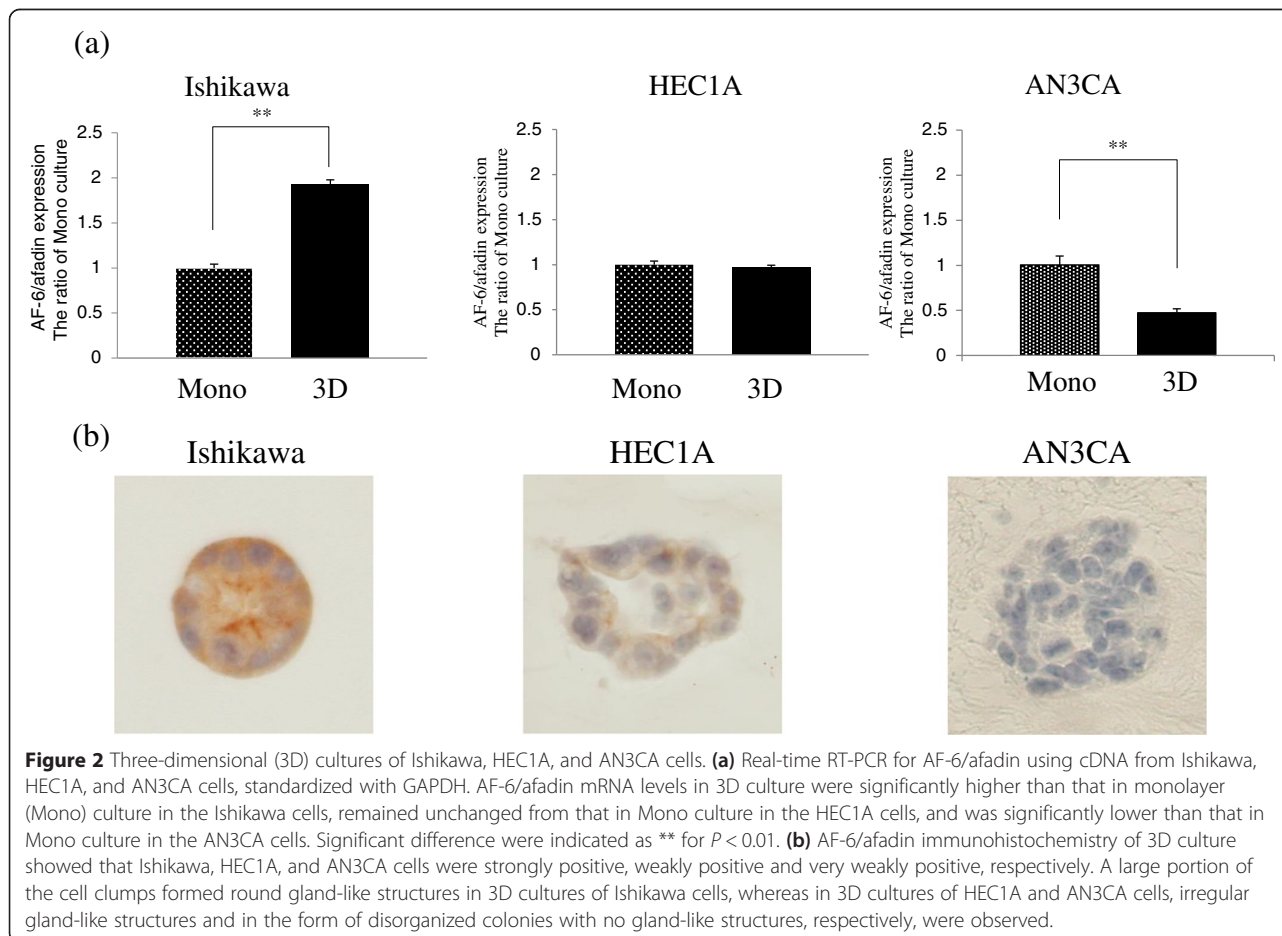 (a)
Ishikawa
HEC1A
AN3CA
**
**
AF-6/afadin expression
The ratio of Mono culture
2.5
2
1.5
1
0.5
0
Mono 3D
AF-6/afadin expression
The ratio of Mono culture
2.5
2
1.5
1
0.5
0
Mono 3D
AF-6/afadin expression
The ratio of Mono culture
2.5
2
1.5
1
0.5
0
Mono 3D
(b)
Ishikawa
HEC1A
AN3CA
Figure 2 Three-dimensional (3D) cultures of Ishikawa, HEC1A, and AN3CA cells. (a) Real-time RT-PCR for AF-6/afadin using cDNA from Ishikawa,
HEC1A, and AN3CA cells, standardized with GAPDH. AF-6/afadin mRNA levels in 3D culture were significantly higher than that in monolayer
(Mono) culture in the Ishikawa cells, remained unchanged from that in Mono culture in the HEC1A cells, and was significantly lower than that in
Mono culture in the AN3CA cells. Significant difference were indicated as ** for P < 0.01. (b) AF-6/afadin immunohistochemistry of 3D culture
showed that Ishikawa, HEC1A, and AN3CA cells were strongly positive, weakly positive and very weakly positive, respectively. A large portion of
the cell clumps formed round gland-like structures in 3D cultures of Ishikawa cells, whereas in 3D cultures of HEC1A and AN3CA cells, irregular
gland-like structures and in the form of disorganized colonies with no gland-like structures, respectively, were observed.